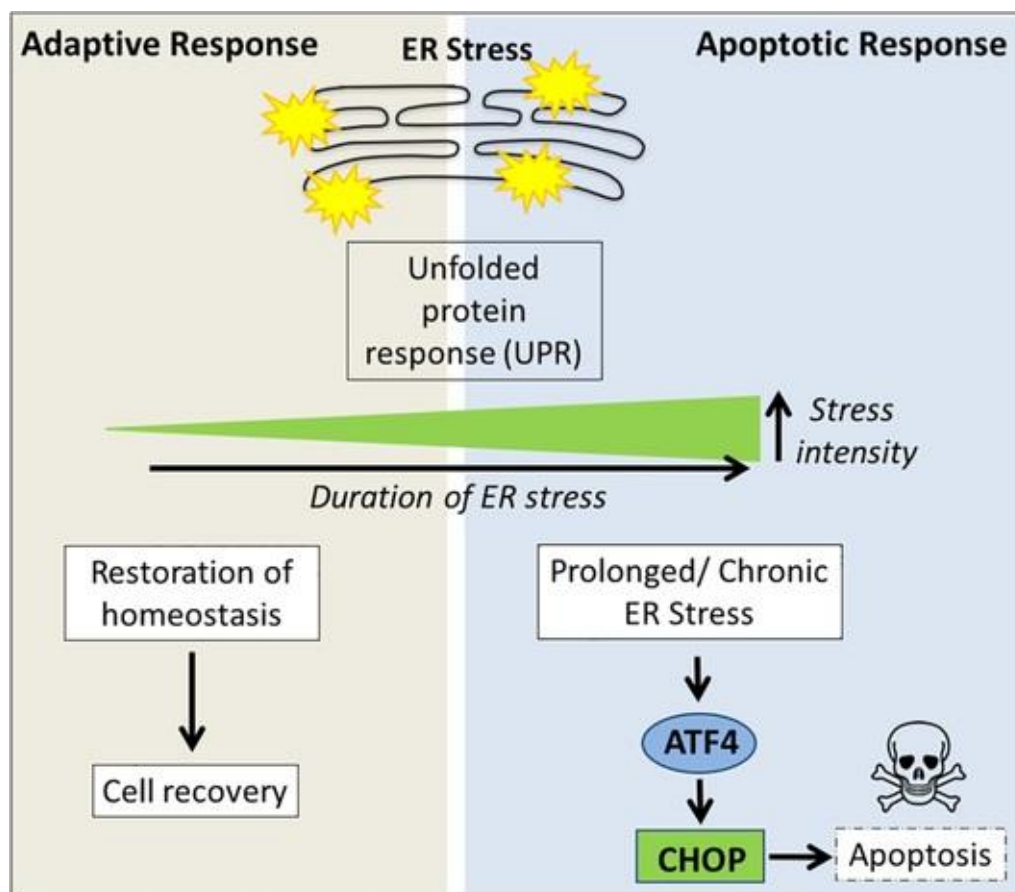 Adaptive Response
ER Stress
Apoptotic Response
Unfolded
protein
response (UPR)
Stress
intensity
Duration of ER stress
Restoration of
homeostasis
Cell recovery
Prolonged/ Chronic
ER Stress
ATF4
CHOP
Apoptosis